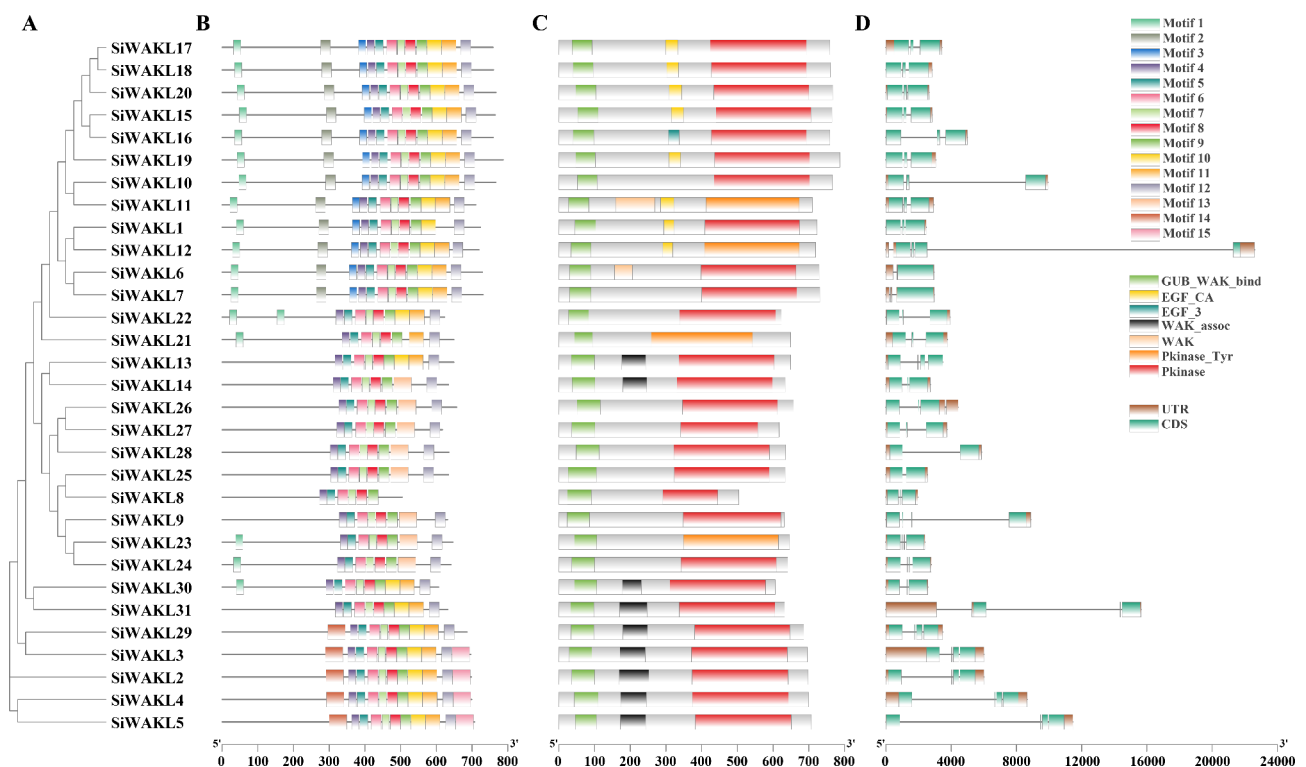 A B C D
SiWAKL17
SiWAKL18
SiWAKL20
SiWAKL15
SiWAKL16
SiWAKL19
SiWAKL10
SiWAKL11
SiWAKL1
SiWAKL12
SiWAKL6
SiWAKL7
SiWAKL22
SiWAKL21
SiWAKL13
SiWAKL14
SiWAKL26
SiWAKL27
SiWAKL28
SiWAKL25
SiWAKL8
SiWAKL9
SiWAKL23
SiWAKL24
SiWAKL30
SiWAKL31
SiWAKL29
SiWAKL3
SiWAKL2
SiWAKL4
SiWAKL5
5' 3'
0 100 200 300 400 500 600 700 800
5' 3'
0 100 200 300 400 500 600 700 800
5' 3'
0 4000 8000 12000 16000 20000 24000
Motif 1
Motif 2
Motif 3
Motif 4
Motif 5
Motif 6
Motif 7
Motif 8
Motif 9
Motif 10
Motif 11
Motif 12
Motif 13
Motif 14
Motif 15
GUB_WAK_bind
EGF_CA
EGF_3
WAK_assoc
WAK
Pkinase_Tyr
Pkinase
UTR
CDS